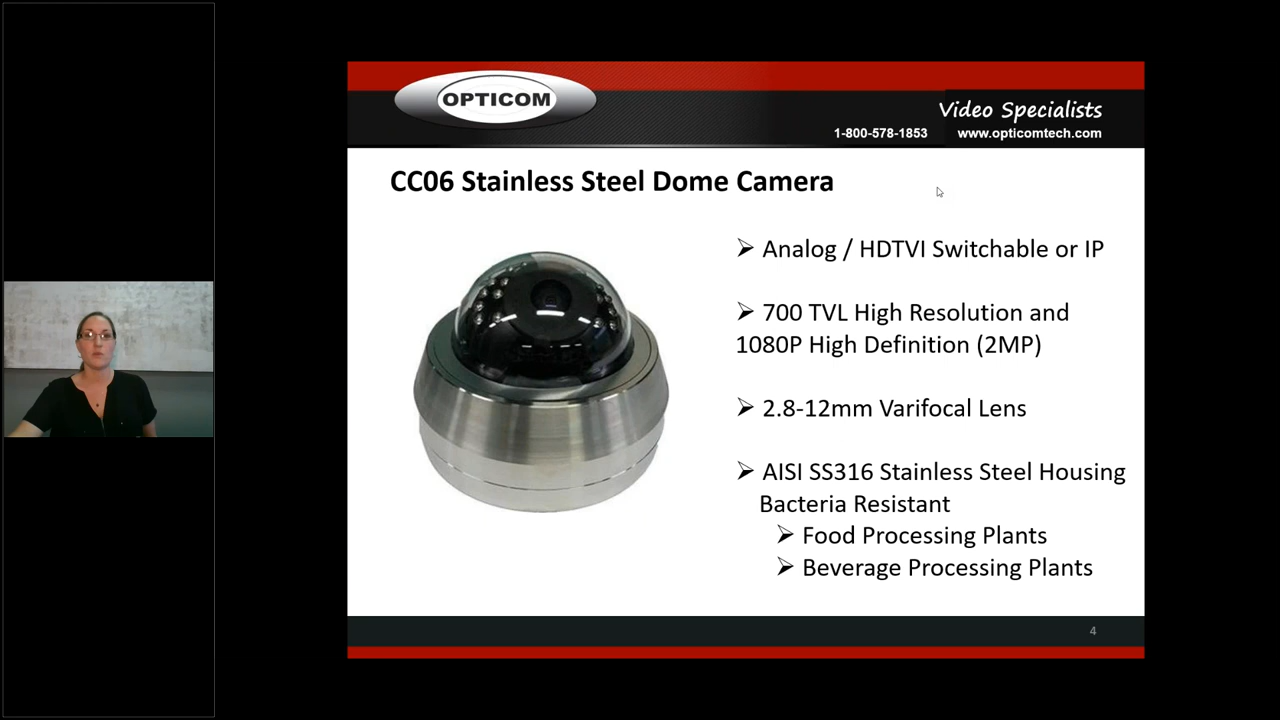 OPTICOM
Video Specialists
1-800-578-1853 www.opticomtech.com
CC06 Stainless Steel Dome Camera
➢ Analog / HDTVI Switchable or IP
➢ 700 TVL High Resolution and
1080P High Definition (2MP)
➢ 2.8-12mm Varifocal Lens
➢ AISI SS316 Stainless Steel Housing
Bacteria Resistant
➢ Food Processing Plants
➢ Beverage Processing Plants
4